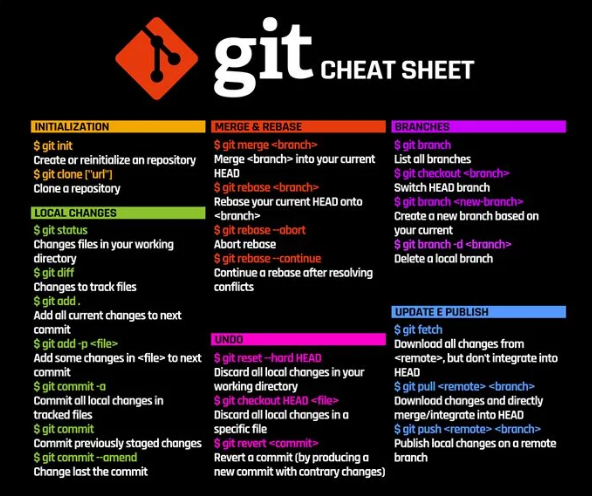 git CHEAT SHEET
INITIALIZATION
$ git init
Create or reinitialize an repository
$ git clone ["url"]
Clone a repository
LOCAL CHANGES
$ git status
Changes files in your working
directory
$ git diff
Changes to track files
$ git add .
Add all current changes to next
commit
$ git add -p <file>
Add some changes in <file> to next
commit
$ git commit -a
Commit all local changes in
tracked files
$ git commit
Commit previously staged changes
$ git commit --amend
Change last the commit
MERGE & REBASE
$ git merge <branch>
Merge <branch> into your current
HEAD
$ git rebase <branch>
Rebase your current HEAD onto
<branch>
$ git rebase --abort
Abort rebase
$ git rebase --continue
Continue a rebase after resolving
conflicts
UNDO
$ git reset --hard HEAD
Discard all local changes in your
working directory
$ git checkout HEAD <file>
Discard all local changes in a
specific file
$ git revert <commit>
Revert a commit (by producing a
new commit with contrary changes)
BRANCHES
$ git branch
List all branches
$ git checkout <branch>
Switch HEAD branch
$ git branch <new-branch>
Create a new branch based on
your current
$ git branch -d <branch>
Delete a local branch
UPDATE E PUBLISH
$ git fetch
Download all changes from
<remote>, but don't integrate into
HEAD
$ git pull <remote> <branch>
Download changes and directly
merge/integrate into HEAD
$ git push <remote> <branch>
Publish local changes on a remote
branch